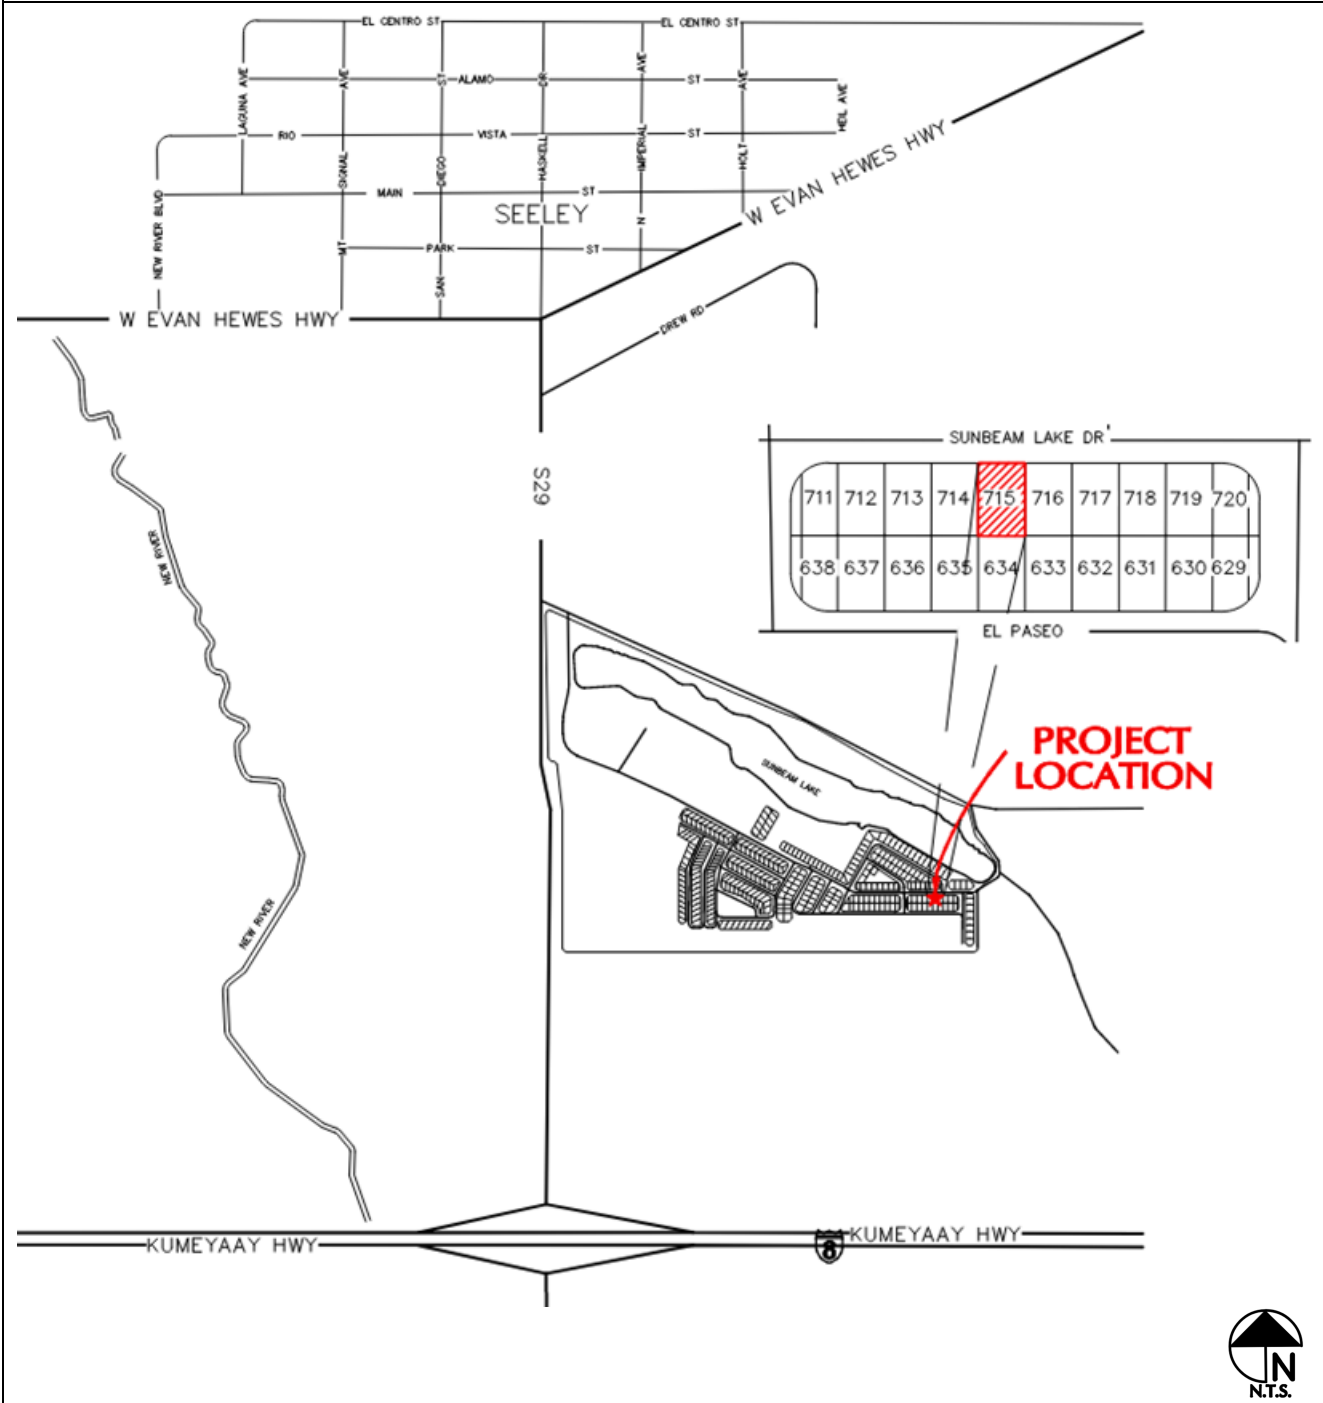 EL CENTRO ST
EL CENTRO ST
LAGUNA AVE
MT SIGNAL AVE
SAN DIEGO ST
HASKELL DR
N IMPERIAL AVE
HOLT AVE
HEIL AVE
ALAMO ST
RIO VISTA ST
NEW RIVER BLVD
MAIN ST
SEELEY
PARK ST
W EVAN HEWES HWY
W EVAN HEWES HWY
DREW RD
S29
SUNBEAM LAKE DR'
711 712 713 714 715 716 717 718 719 720
638 637 636 635 634 633 632 631 630 629
EL PASEO
NEW RIVER
PROJECT
LOCATION
SUNBEAM LAKE
NEW RIVER
KUMEYAAY HWY
8
KUMEYAAY HWY
N
N.T.S.